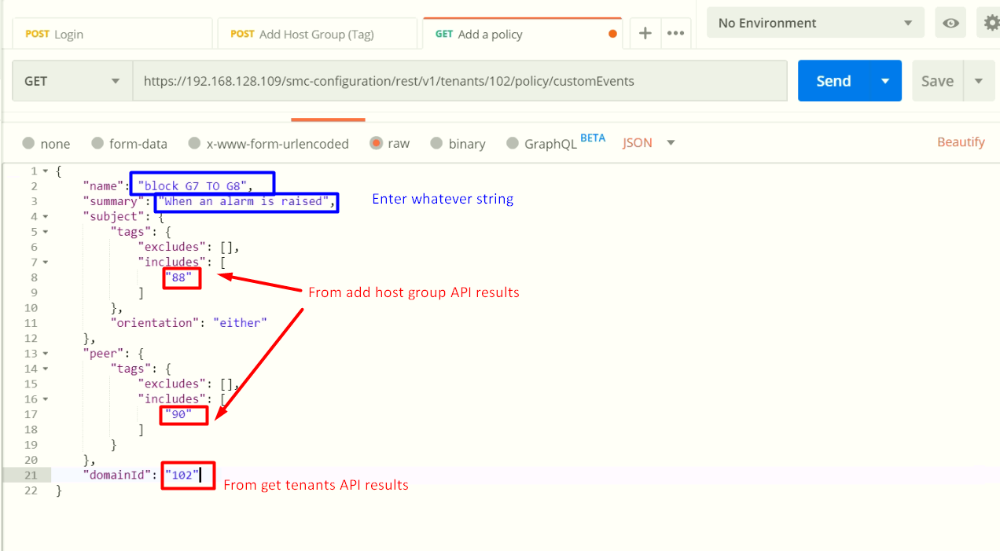 POST Login POST Add Host Group (Tag) GET Add a policy + ••• No Environment
GET https://192.168.128.109/smc-configuration/rest/v1/tenants/102/policy/customEvents Send Save
none form-data x-www-form-urlencoded raw binary GraphQL BETA JSON Beautify
1 {
2 "name": "block G7 TO G8",
3 "summary": "When an alarm is raised", Enter whatever string
4 "subject": {
5 "tags": {
6 "excludes": [],
7 "includes": [
8 "88"
9 ] From add host group API results
10 },
11 "orientation": "either"
12 },
13 "peer": {
14 "tags": {
15 "excludes": [],
16 "includes": [
17 "90"
18 ]
19 }
20 },
21 "domainId": "102" From get tenants API results
22 }